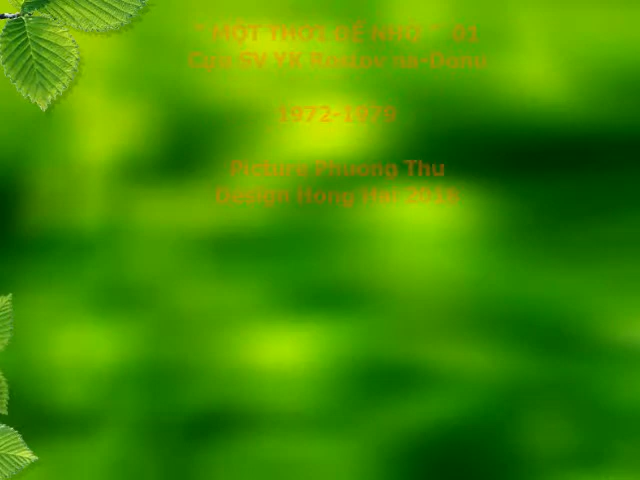 " MỘT THỜI ĐỂ NHỚ " 01
Cựu SV YK Rostov na-Donu
1972-1979
Picture Phuong Thu
Design Hong Hai 2016